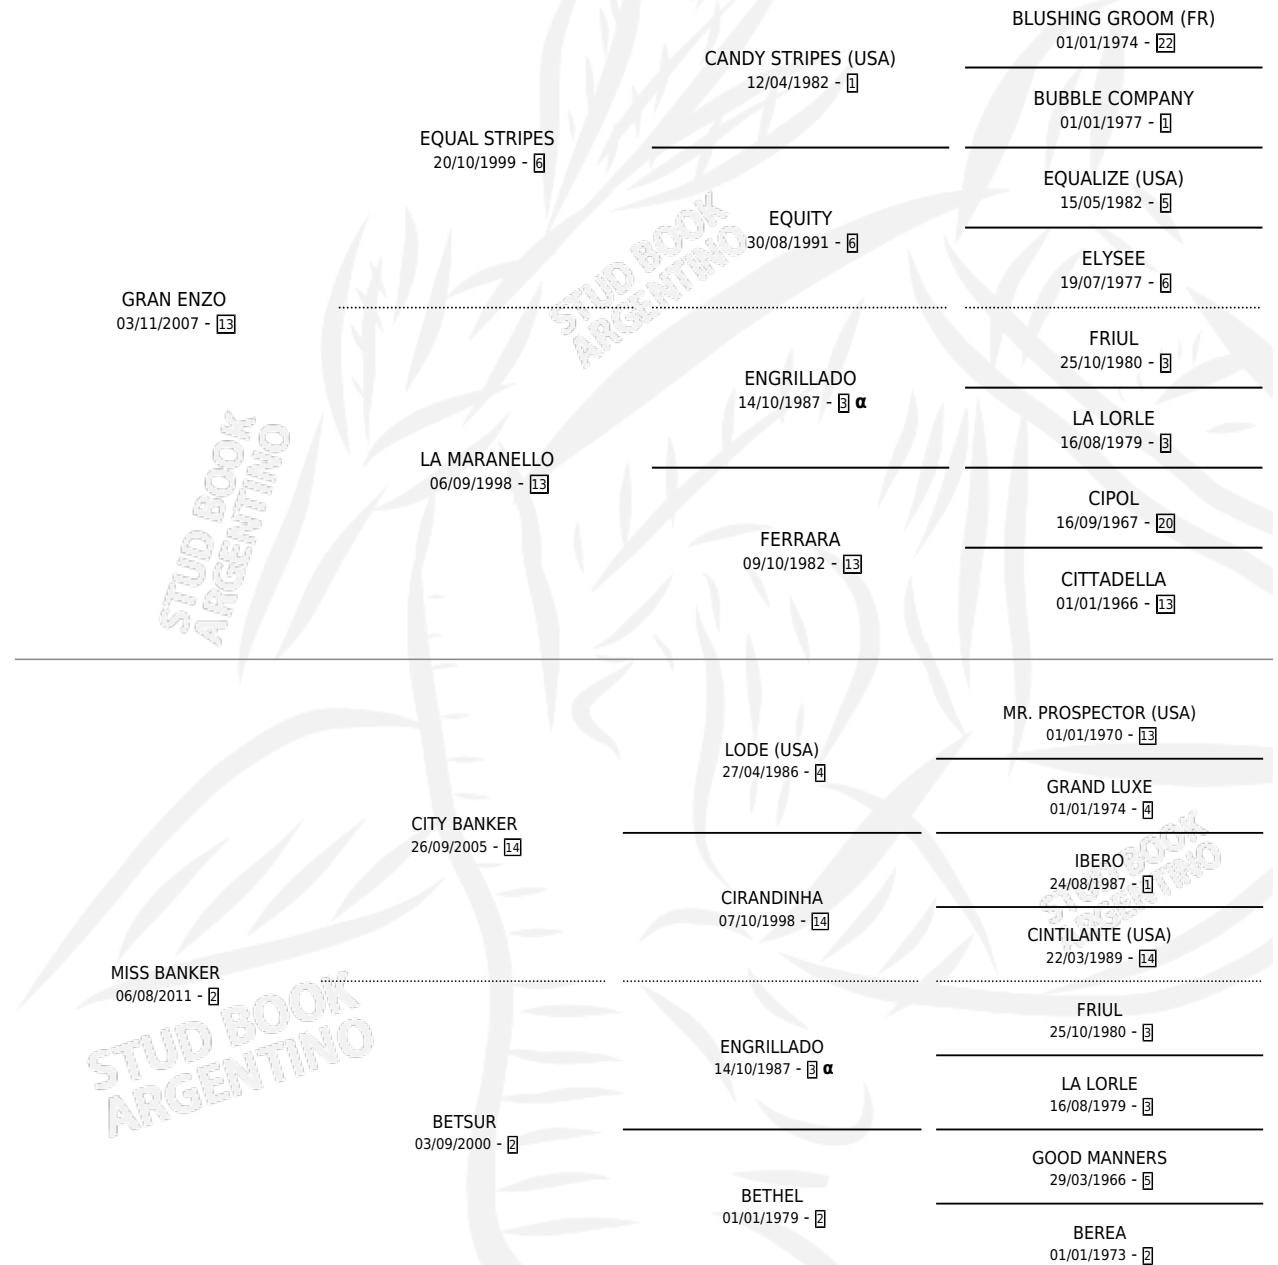 BLUSHING GROOM (FR)
01/01/1974 - 22
CANDY STRIPES (USA)
12/04/1982 - 1
BUBBLE COMPANY
01/01/1977 - 1
EQUAL STRIPES
20/10/1999 - 6
EQUALIZE (USA)
15/05/1982 - 5
EQUITY
30/08/1991 - 6
ELYSEE
19/07/1977 - 6
GRAN ENZO
03/11/2007 - 13
FRIUL
25/10/1980 - 3
ENGRILLADO
14/10/1987 - 3 α
LA LORLE
16/08/1979 - 3
LA MARANELLO
06/09/1998 - 13
CIPOL
16/09/1967 - 20
FERRARA
09/10/1982 - 13
CITTADELLA
01/01/1966 - 13
MR. PROSPECTOR (USA)
01/01/1970 - 13
LODE (USA)
27/04/1986 - 4
GRAND LUXE
01/01/1974 - 4
CITY BANKER
26/09/2005 - 14
IBERO
24/08/1987 - 1
CIRANDINHA
07/10/1998 - 14
CINTILANTE (USA)
22/03/1989 - 14
MISS BANKER
06/08/2011 - 2
FRIUL
25/10/1980 - 3
ENGRILLADO
14/10/1987 - 3 α
LA LORLE
16/08/1979 - 3
BETSUR
03/09/2000 - 2
GOOD MANNERS
29/03/1966 - 5
BETHEL
01/01/1979 - 2
BEREA
01/01/1973 - 2
STUD BOOK
ARGENTINO
STUD BOOK
ARGENTINO
STUD BOOK
ARGENTINO
STUD BOOK
ARGENTINO